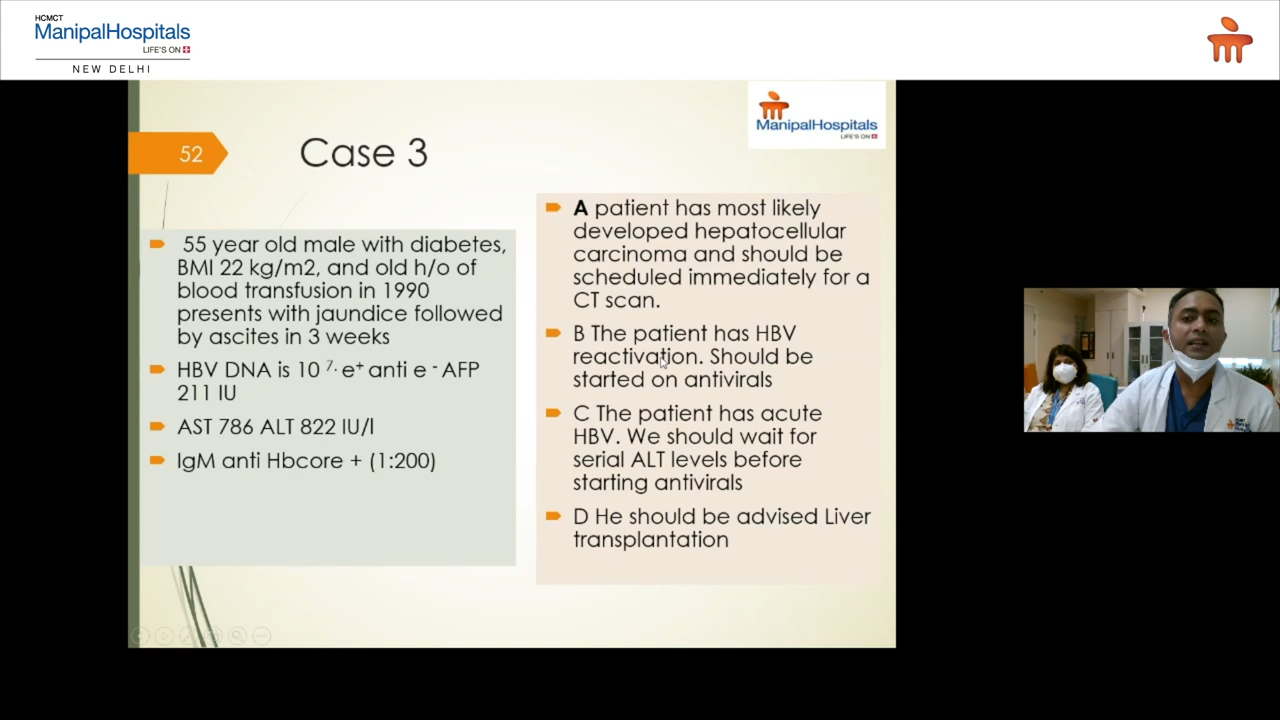 HCMCT
ManipalHospitals
LIFE'S ON
NEW DELHI
ManipalHospitals
LIFE'S ON
52
Case 3
55 year old male with diabetes,
BMI 22 kg/m2, and old h/o of
blood transfusion in 1990
presents with jaundice followed
by ascites in 3 weeks
HBV DNA is 10 7. e+ anti e - AFP
211 IU
AST 786 ALT 822 IU/l
IgM anti Hbcore + (1:200)
A patient has most likely
developed hepatocellular
carcinoma and should be
scheduled immediately for a
CT scan.
B The patient has HBV
reactivation. Should be
started on antivirals
C The patient has acute
HBV. We should wait for
serial ALT levels before
starting antivirals
D He should be advised Liver
transplantation